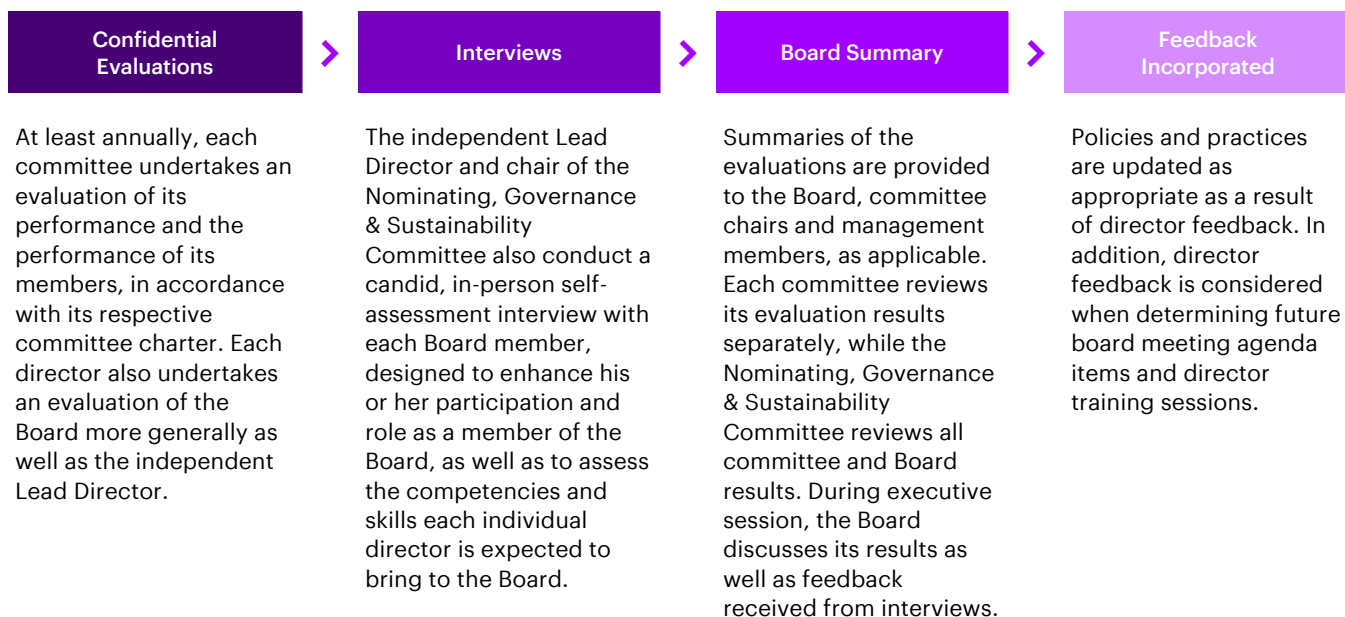 Confidential
Evaluations
At least annually, each
committee undertakes an
evaluation of its
performance and the
performance of its
members, in accordance
with its respective
committee charter. Each
director also undertakes
an evaluation of the
Board more generally as
well as the independent
Lead Director.
Interviews
The independent Lead
Director and chair of the
Nominating, Governance
& Sustainability
Committee also conduct a
candid, in-person self-
assessment interview with
each Board member,
designed to enhance his
or her participation and
role as a member of the
Board, as well as to assess
the competencies and
skills each individual
director is expected to
bring to the Board.
Board Summary
Summaries of the
evaluations are provided
to the Board, committee
chairs and management
members, as applicable.
Each committee reviews
its evaluation results
separately, while the
Nominating, Governance
& Sustainability
Committee reviews all
committee and Board
results. During executive
session, the Board
discusses its results as
well as feedback
received from interviews.
Feedback
Incorporated
Policies and practices
are updated as
appropriate as a result
of director feedback. In
addition, director
feedback is considered
when determining future
board meeting agenda
items and director
training sessions.